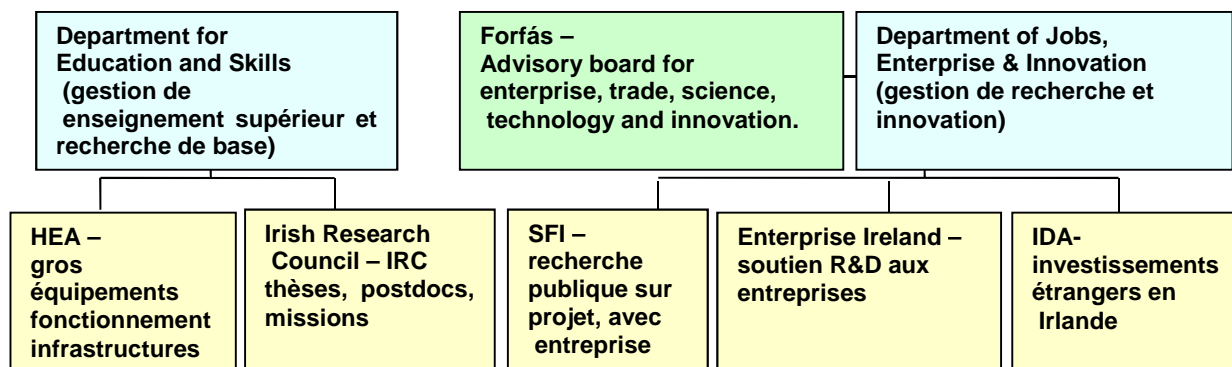 Department for
Education and Skills
(gestion de
enseignement supérieur et
recherche de base)
Forfás –
Advisory board for
enterprise, trade, science,
technology and innovation.
Department of Jobs,
Enterprise & Innovation
(gestion de recherche et
innovation)
HEA –
gros
équipements
fonctionnement
infrastructures
Irish Research
Council – IRC
thèses, postdocs,
missions
SFI –
recherche
publique sur
projet, avec
entreprise
Enterprise Ireland –
soutien R&D aux
entreprises
IDA-
investissements
étrangers en
Irlande